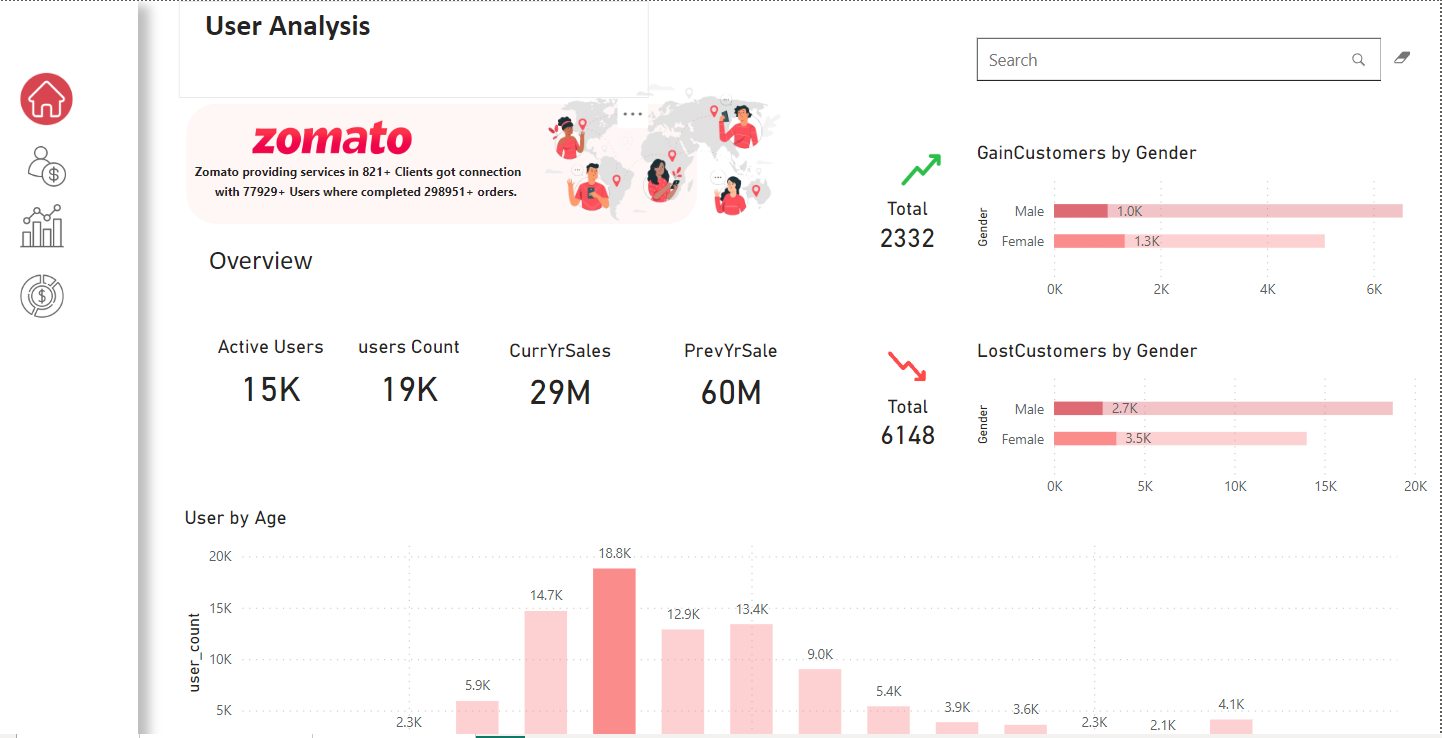 User Analysis
Search
zomato
Zomato providing services in 821+ Clients got connection
with 77929+ Users where completed 298951+ orders.
Overview
Active Users
15K
users Count
19K
CurrYrSales
29M
PrevYrSale
60M
Total
2332
GainCustomers by Gender
Gender
Male
1.0K
Female
1.3K
0K 2K 4K 6K
Total
6148
LostCustomers by Gender
Gender
Male
2.7K
Female
3.5K
0K 5K 10K 15K 20K
User by Age
user_count
20K
15K
10K
5K
2.3K
5.9K
14.7K
18.8K
12.9K
13.4K
9.0K
5.4K
3.9K
3.6K
2.3K
2.1K
4.1K